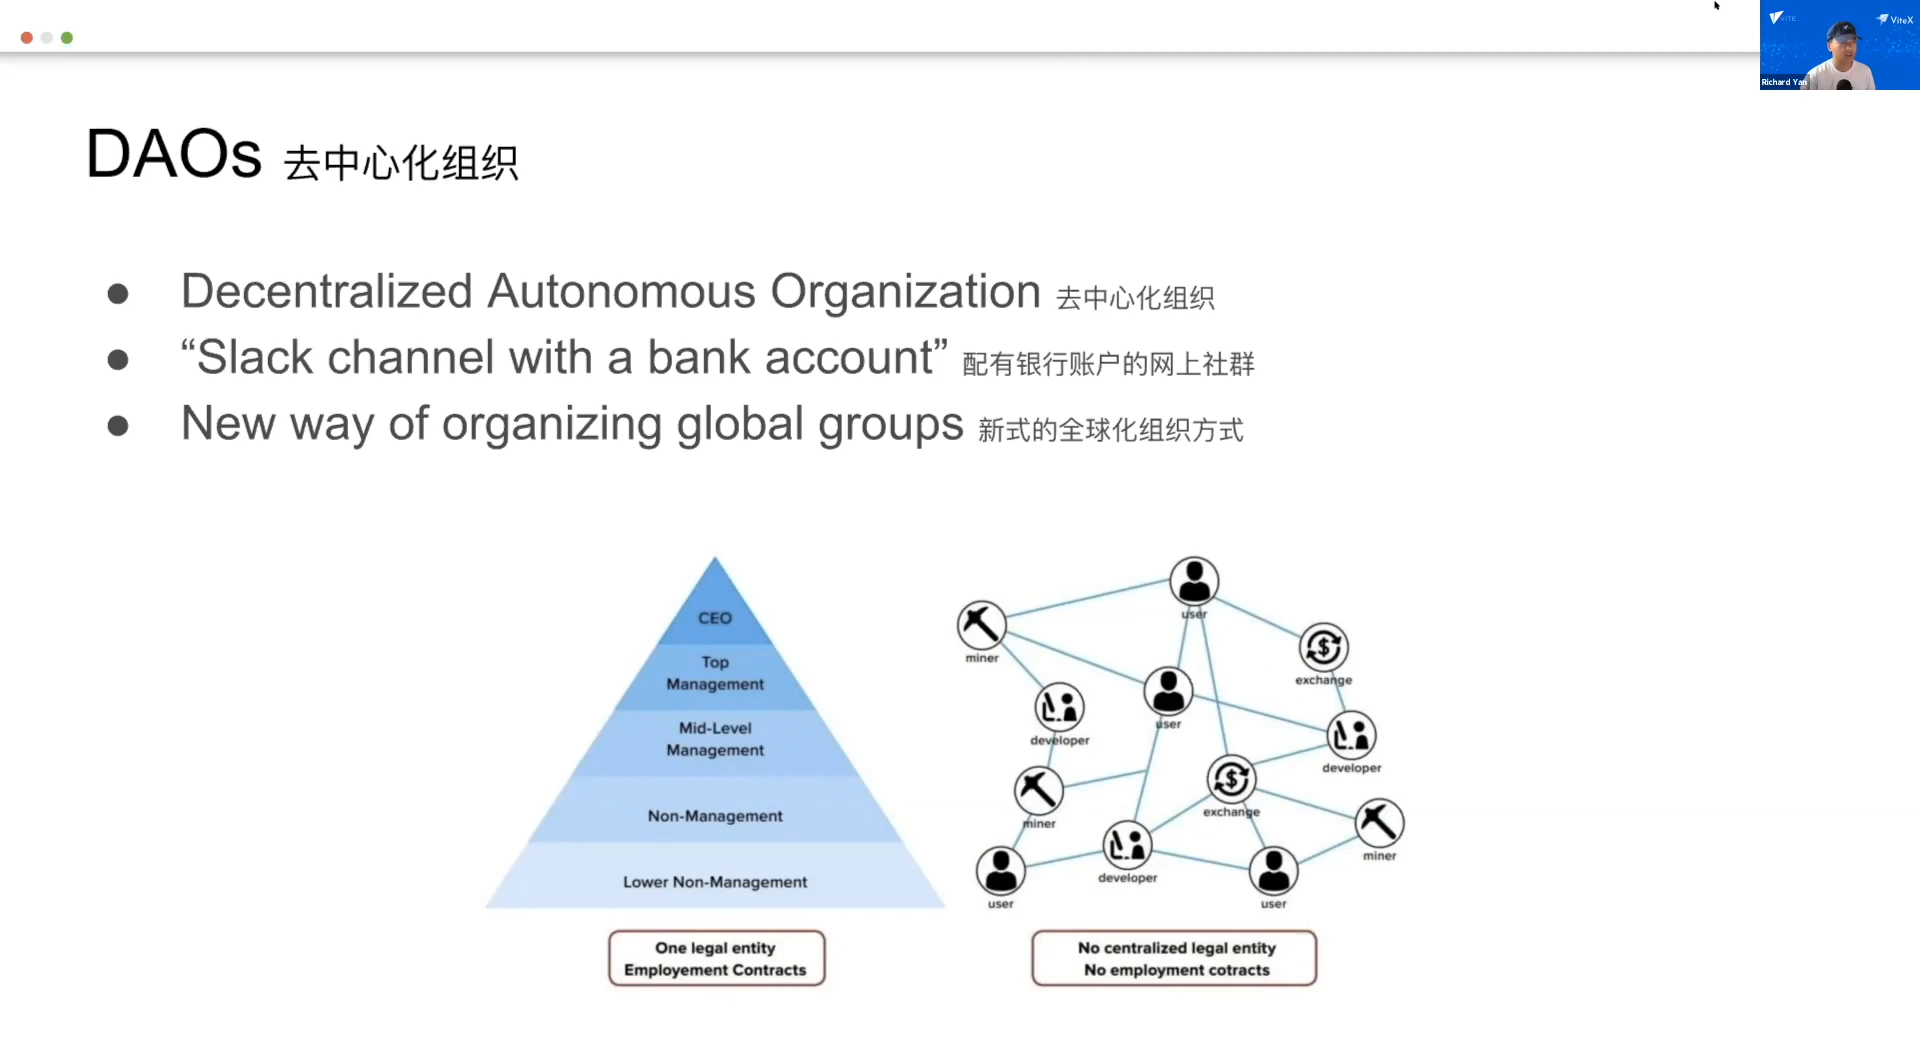 VITE
ViteX
Richard Yan
DAOs 去中心化组织
● Decentralized Autonomous Organization 去中心化组织
● “Slack channel with a bank account” 配有银行账户的网上社群
● New way of organizing global groups 新式的全球化组织方式
CEO
Top
Management
Mid-Level
Management
Non-Management
Lower Non-Management
One legal entity
Employement Contracts
user
miner
exchange
developer
user
developer
miner
exchange
miner
developer
user
user
No centralized legal entity
No employment cotracts